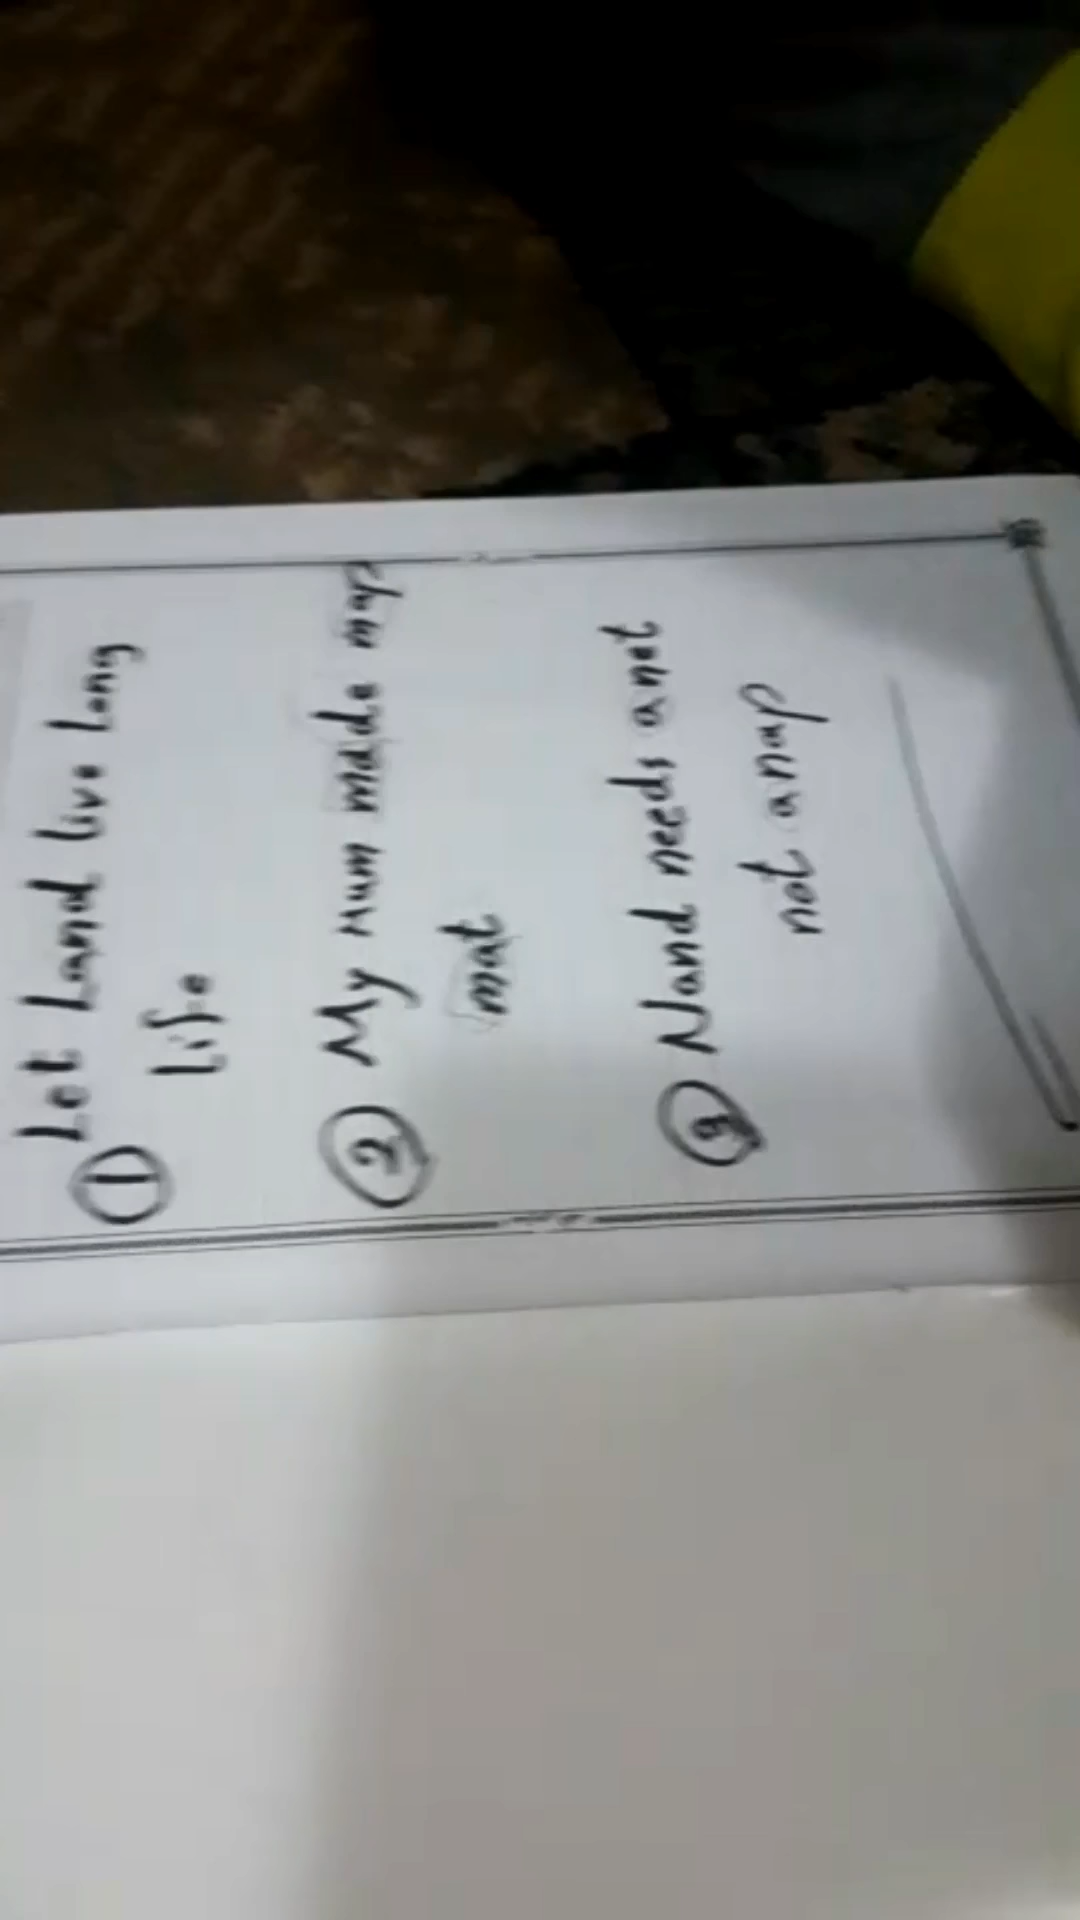 ① Let Land live Long
Life
② My Mum made map
mat
③ Nand needs a net
not a nap